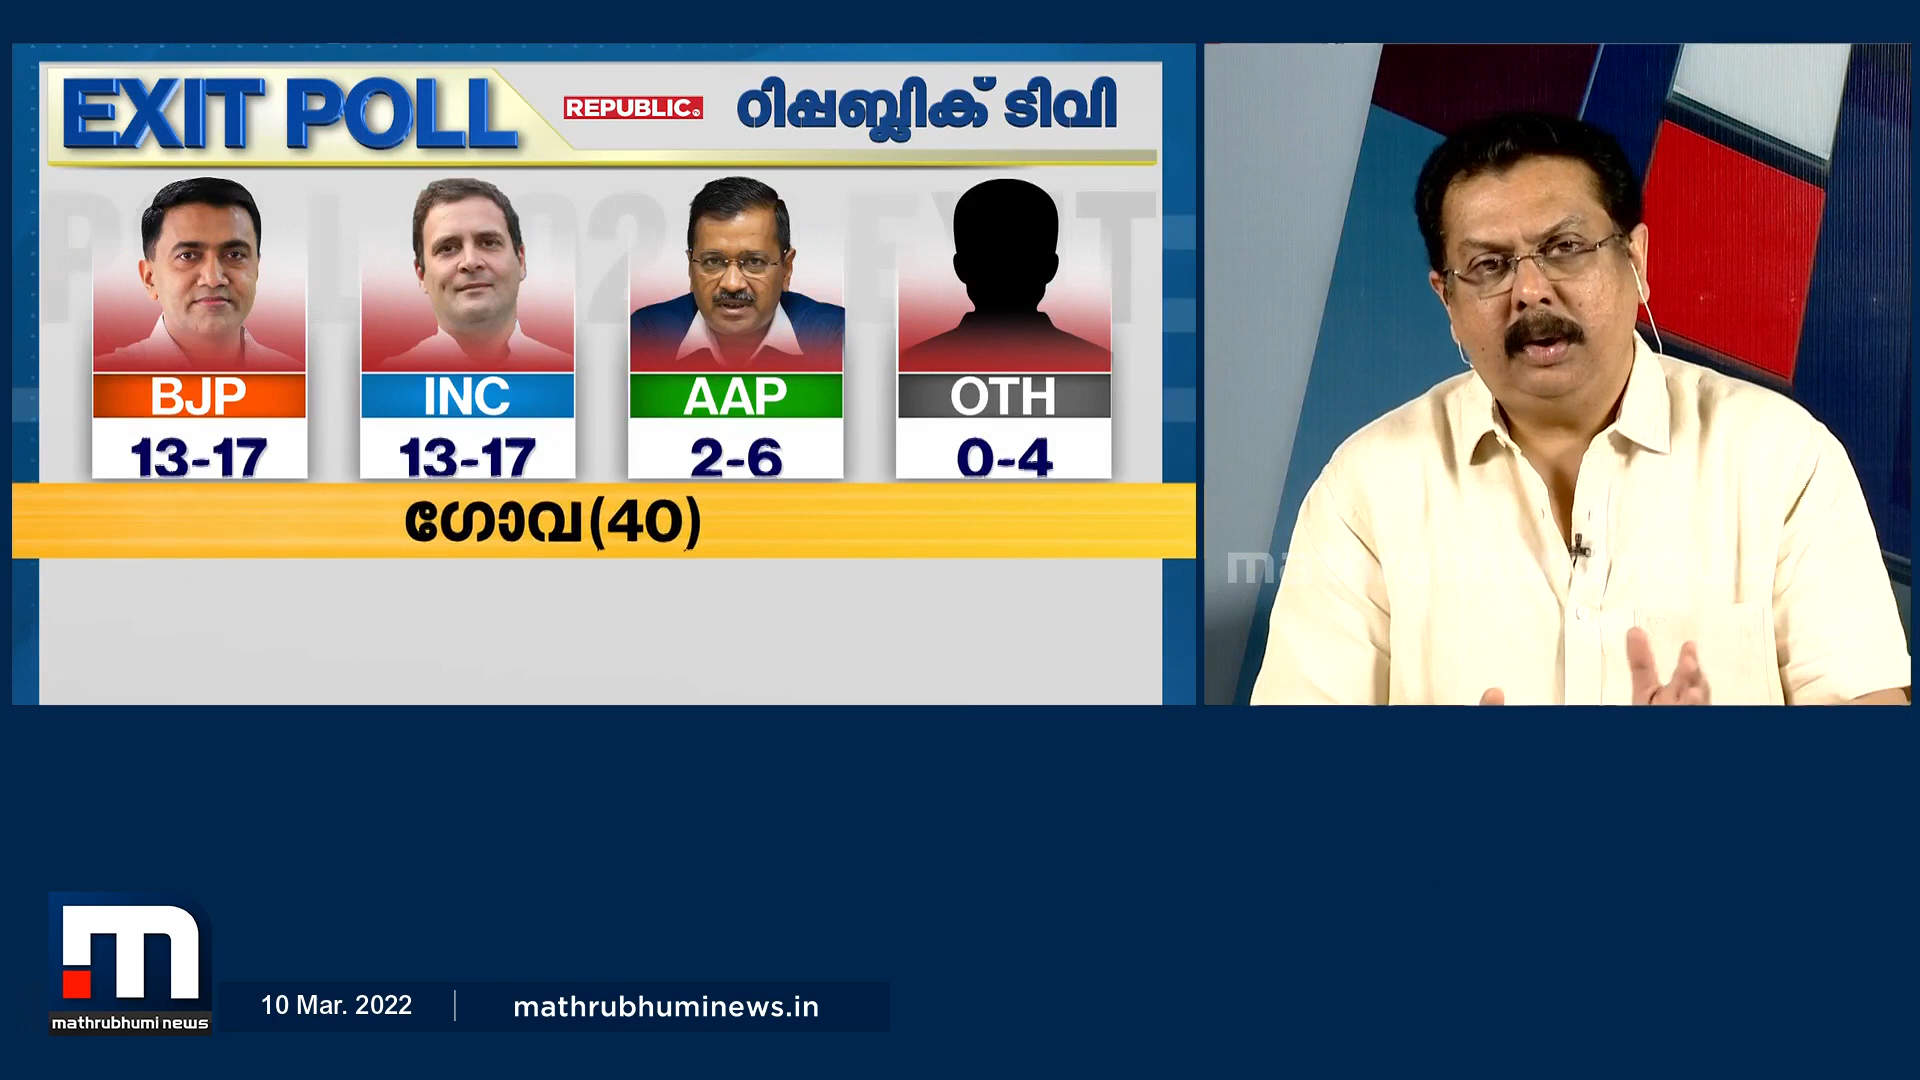 EXIT POLL REPUBLIC. TV റിപ്പബ്ലിക് ടിവി
BJP INC AAP OTH
13-17 13-17 2-6 0-4
ഗോവ(40)
mathrubhumi news
10 Mar. 2022 mathrubhuminews.in